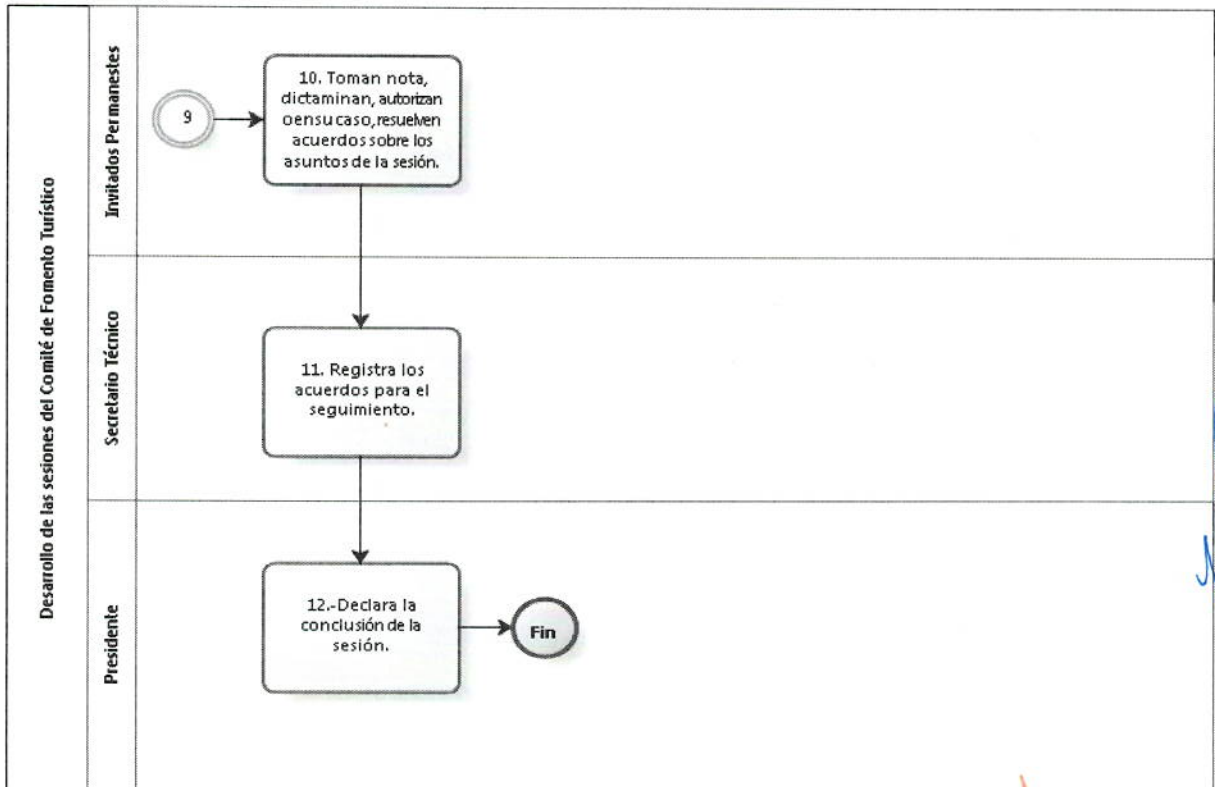 Desarrollo de las sesiones del Comité de Fomento Turístico
Invitados Permanestes
9
10. Toman nota,
dictaminan, autorizan
oensucaso, resuelven
acuerdos sobre los
asuntos de la sesión.
Secretario Técnico
11. Registra los
acuerdos para el
seguimiento.
Presidente
12.-Declara la
conclusión de la
sesión.
Fin